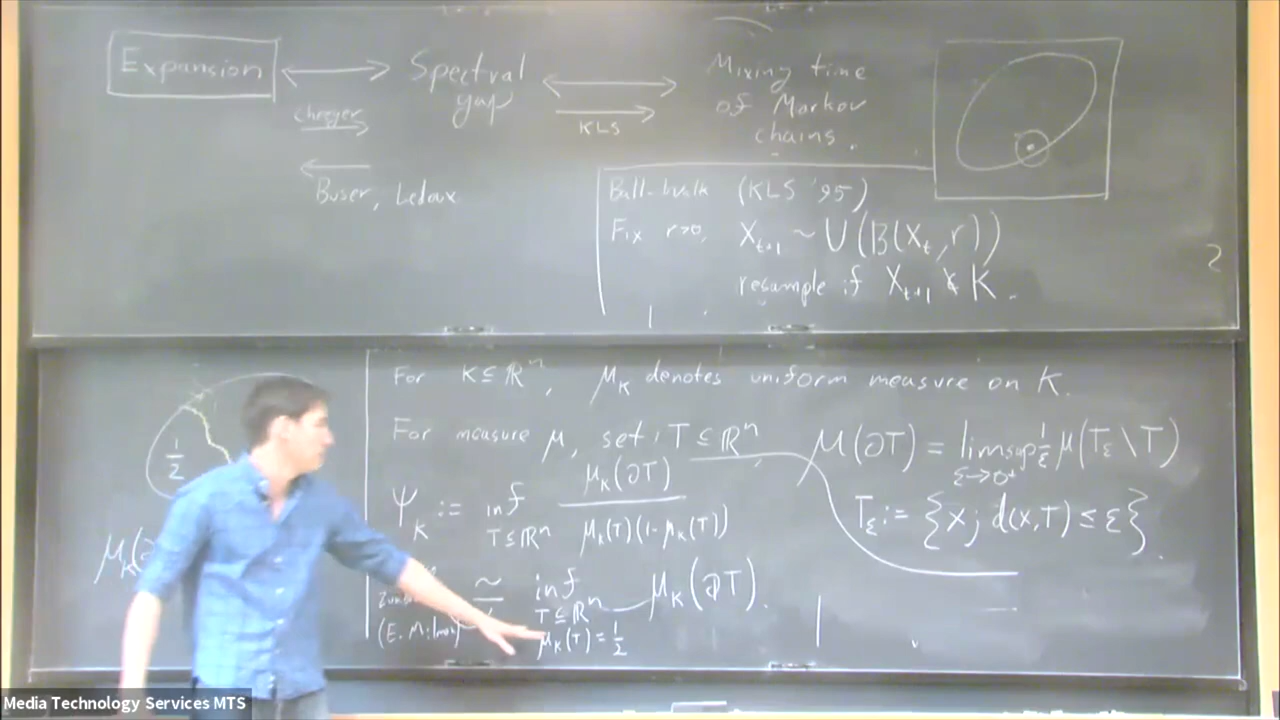 Expansion
Cheeger
Spectral gap
KLS
Mixing time of Markov chains.
Buser, Ledoux
Ball-walk (KLS '95)
Fix r>0, X_{t+1} ~ U(B(X_t, r))
resample if X_{t+1} ∉ K.
1/2
For K ⊆ ℝⁿ, μ_K denotes uniform measure on K.
For measure μ, set T ⊆ ℝⁿ, μ(∂T) = limsup_{ε→0⁺} 1/ε μ(T_ε \ T)
T_ε := {x; d(x,T) ≤ ε}.
ψ_K := inf_{T⊆ℝⁿ} μ_K(∂T) / μ_K(T)(1-μ_K(T))
≃ inf_{T⊆ℝⁿ, μ_K(T)=1/2} μ_K(∂T).
(E. Milman)
Media Technology Services MTS